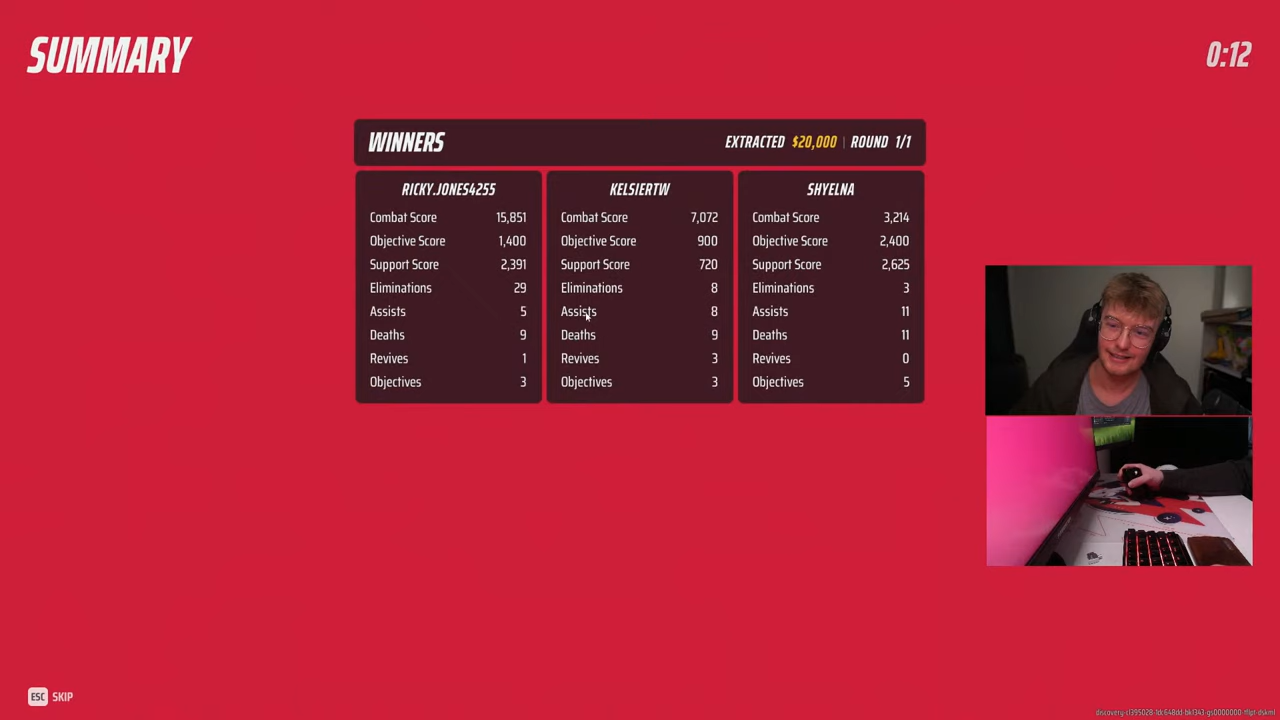 SUMMARY
0:12
WINNERS
EXTRACTED $20,000 | ROUND 1/1
RICKY.JONES4255
Combat Score 15,851
Objective Score 1,400
Support Score 2,391
Eliminations 29
Assists 5
Deaths 9
Revives 1
Objectives 3
KELSIERTW
Combat Score 7,072
Objective Score 900
Support Score 720
Eliminations 8
Assists 8
Deaths 9
Revives 3
Objectives 3
SHYELNA
Combat Score 3,214
Objective Score 2,400
Support Score 2,625
Eliminations 3
Assists 11
Deaths 11
Revives 0
Objectives 5
ESC SKIP